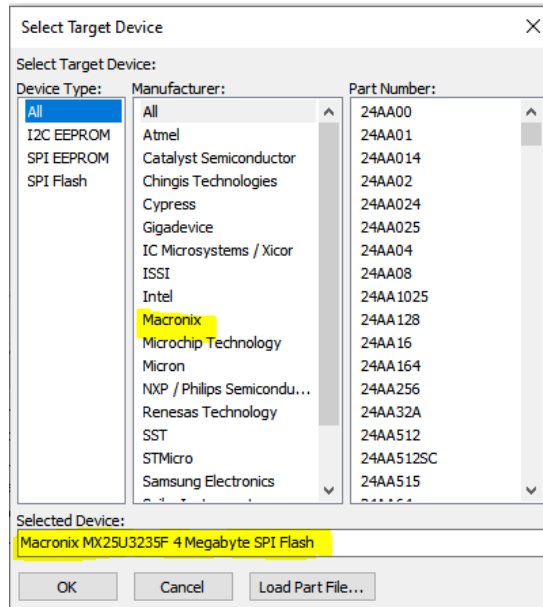 Select Target Device
Select Target Device:
Device Type:
All
I2C EEPROM
SPI EEPROM
SPI Flash
Manufacturer:
All
Atmel
Catalyst Semiconductor
Chingis Technologies
Cypress
Gigadevice
IC Microsystems / Xicor
ISSI
Intel
Macronix
Microchip Technology
Micron
NXP / Philips Semicondu...
Renesas Technology
SST
STMicro
Samsung Electronics
Part Number:
24AA00
24AA01
24AA014
24AA02
24AA024
24AA025
24AA04
24AA08
24AA1025
24AA128
24AA16
24AA164
24AA256
24AA32A
24AA512
24AA512SC
24AA515
Selected Device:
Macronix MX25U3235F 4 Megabyte SPI Flash
OK
Cancel
Load Part File...